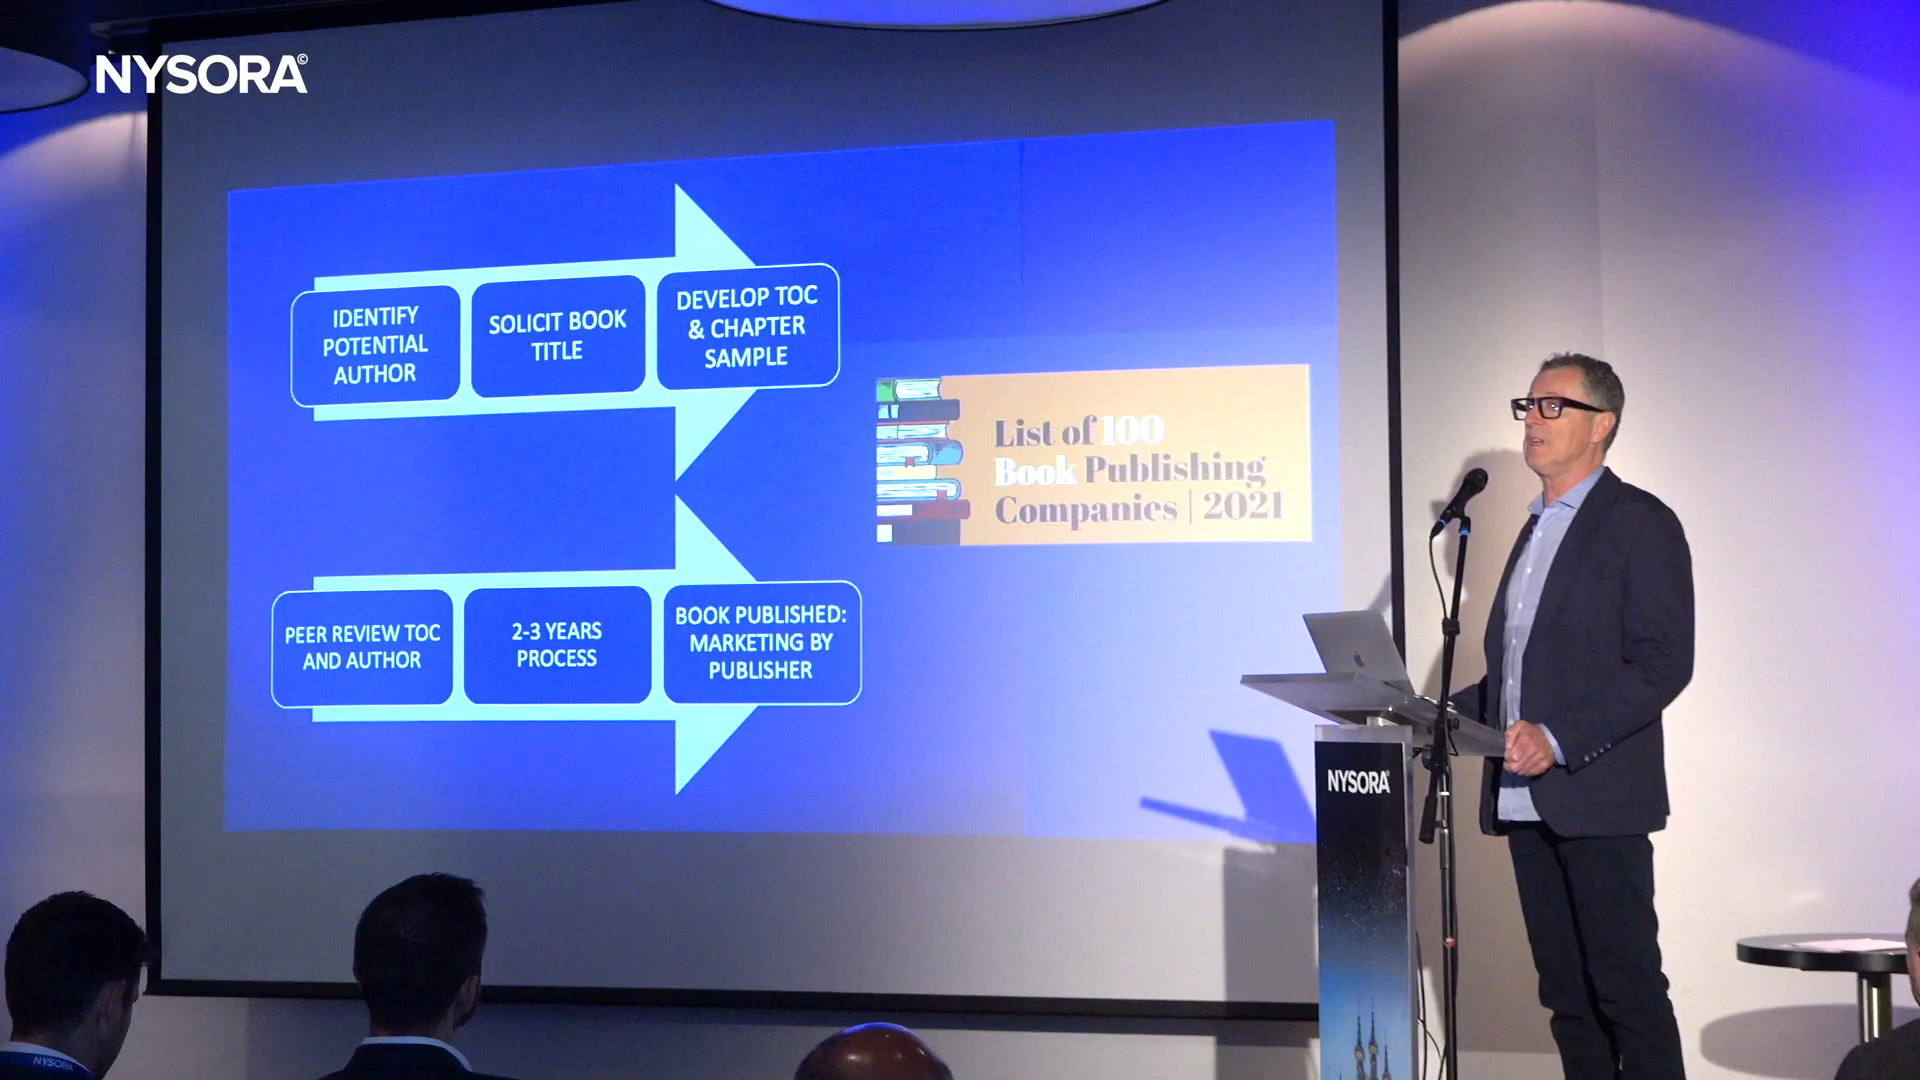 NYSORA©
IDENTIFY
POTENTIAL
AUTHOR
SOLICIT BOOK
TITLE
DEVELOP TOC
& CHAPTER
SAMPLE
List of 100
Book Publishing
Companies | 2021
PEER REVIEW TOC
AND AUTHOR
2-3 YEARS
PROCESS
BOOK PUBLISHED:
MARKETING BY
PUBLISHER
NYSORA
NYSORA